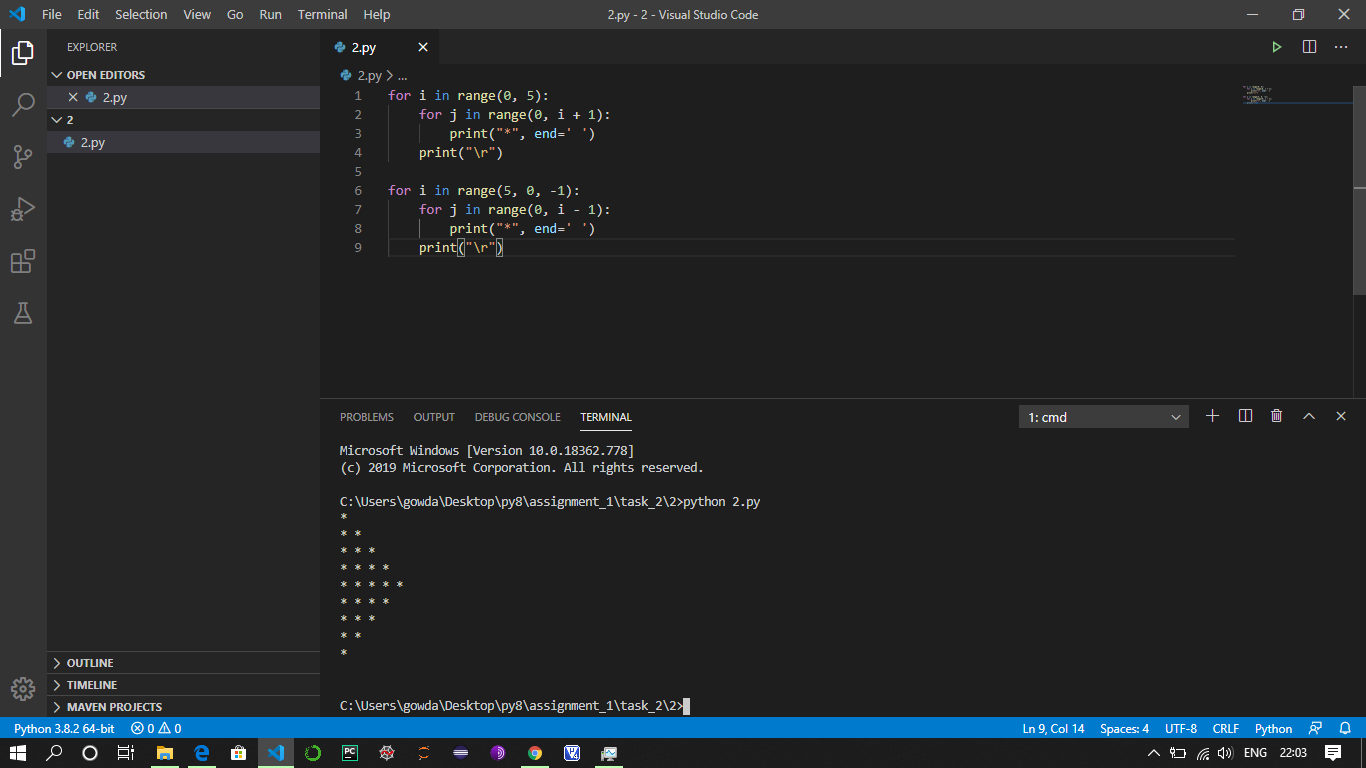 File Edit Selection View Go Run Terminal Help 2.py - 2 - Visual Studio Code
EXPLORER
OPEN EDITORS
2.py
2
2.py
OUTLINE
TIMELINE
MAVEN PROJECTS
2.py
2.py > ...
1 for i in range(0, 5):
2     for j in range(0, i + 1):
3         print("*", end=' ')
4     print("\r")
5
6 for i in range(5, 0, -1):
7     for j in range(0, i - 1):
8         print("*", end=' ')
9     print("\r")
PROBLEMS OUTPUT DEBUG CONSOLE TERMINAL 1: cmd
Microsoft Windows [Version 10.0.18362.778]
(c) 2019 Microsoft Corporation. All rights reserved.
C:\Users\gowda\Desktop\py8\assignment_1\task_2\2>python 2.py
*
* *
* * *
* * * *
* * * * *
* * * *
* * *
* *
*
C:\Users\gowda\Desktop\py8\assignment_1\task_2\2>
Python 3.8.2 64-bit 0 0 Ln 9, Col 14 Spaces: 4 UTF-8 CRLF Python
PC ENG 22:03